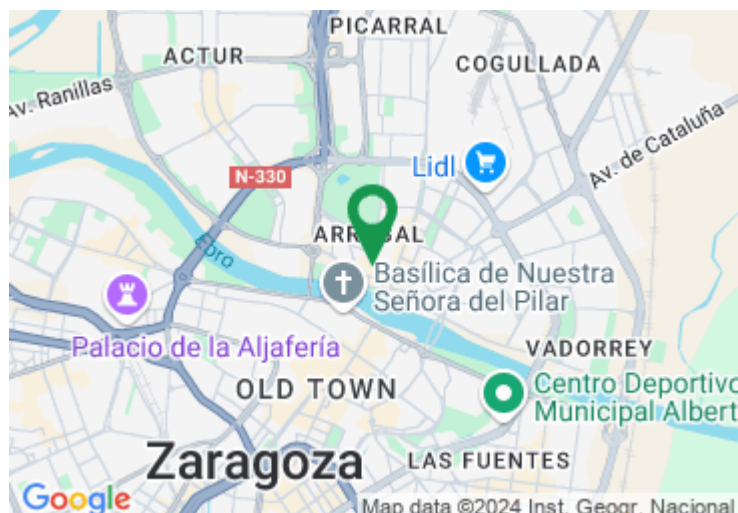 PICARRAL
ACTUR
COGULLADA
Av. Ranillas
Av. de Cataluña
Lidl
N-330
ARRABAL
Ebro
Basílica de Nuestra
Señora del Pilar
Palacio de la Aljafería
VADORREY
OLD TOWN
Centro Deportivo
Municipal Albert
Zaragoza
LAS FUENTES
Google
Map data ©2024 Inst. Geogr. Nacional